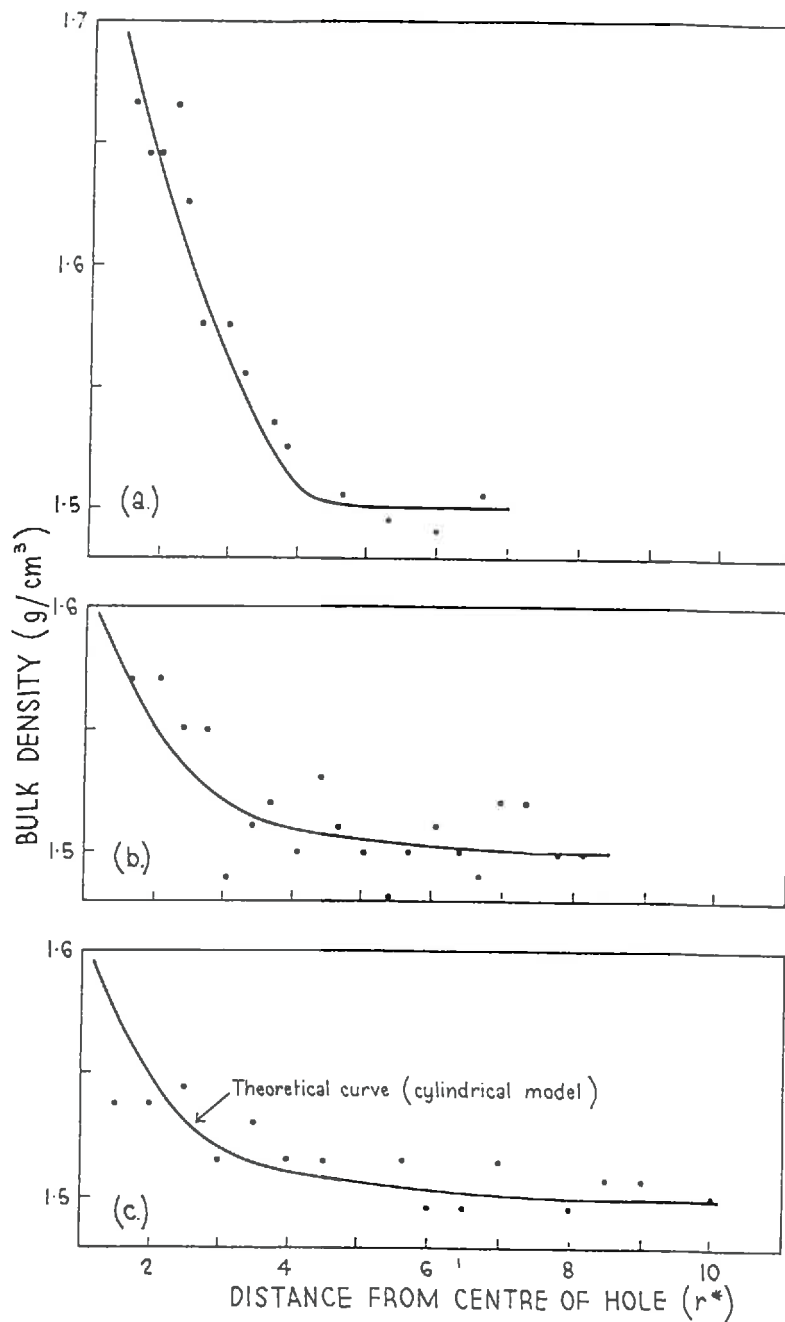 1·7
1·6
1·5
(a.)
BULK DENSITY (g/cm³)
1·6
1·5
(b.)
1·6
Theoretical curve (cylindrical model)
1·5
(c.)
2 4 6 8 10
DISTANCE FROM CENTRE OF HOLE (r*)